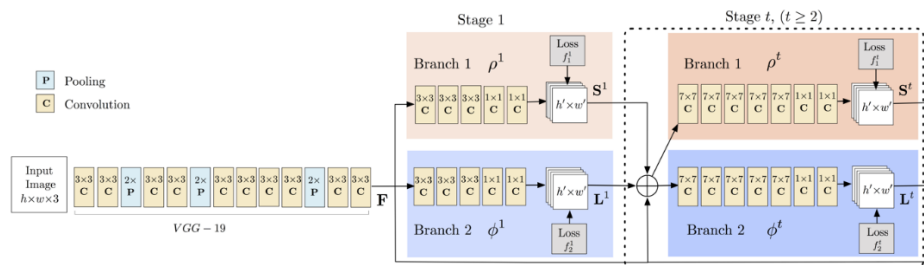 Stage 1
Stage t, (t ≥ 2)
P Pooling
C Convolution
Input
Image
h×w×3
3×3 C 3×3 C 2× P 3×3 C 3×3 C 2× P 3×3 C 3×3 C 3×3 C 3×3 C 2× P 3×3 C 3×3 C
VGG − 19
F
Branch 1 ρ¹
Loss
f₁¹
3×3 C 3×3 C 3×3 C 1×1 C 1×1 C
h′×w′
S¹
3×3 C 3×3 C 3×3 C 1×1 C 1×1 C
h′×w′
L¹
Loss
f₂¹
Branch 2 ϕ¹
Branch 1 ρᵗ
Loss
f₁ᵗ
7×7 C 7×7 C 7×7 C 7×7 C 7×7 C 1×1 C 1×1 C
h′×w′
Sᵗ
7×7 C 7×7 C 7×7 C 7×7 C 7×7 C 1×1 C 1×1 C
h′×w′
Lᵗ
Loss
f₂ᵗ
Branch 2 ϕᵗ